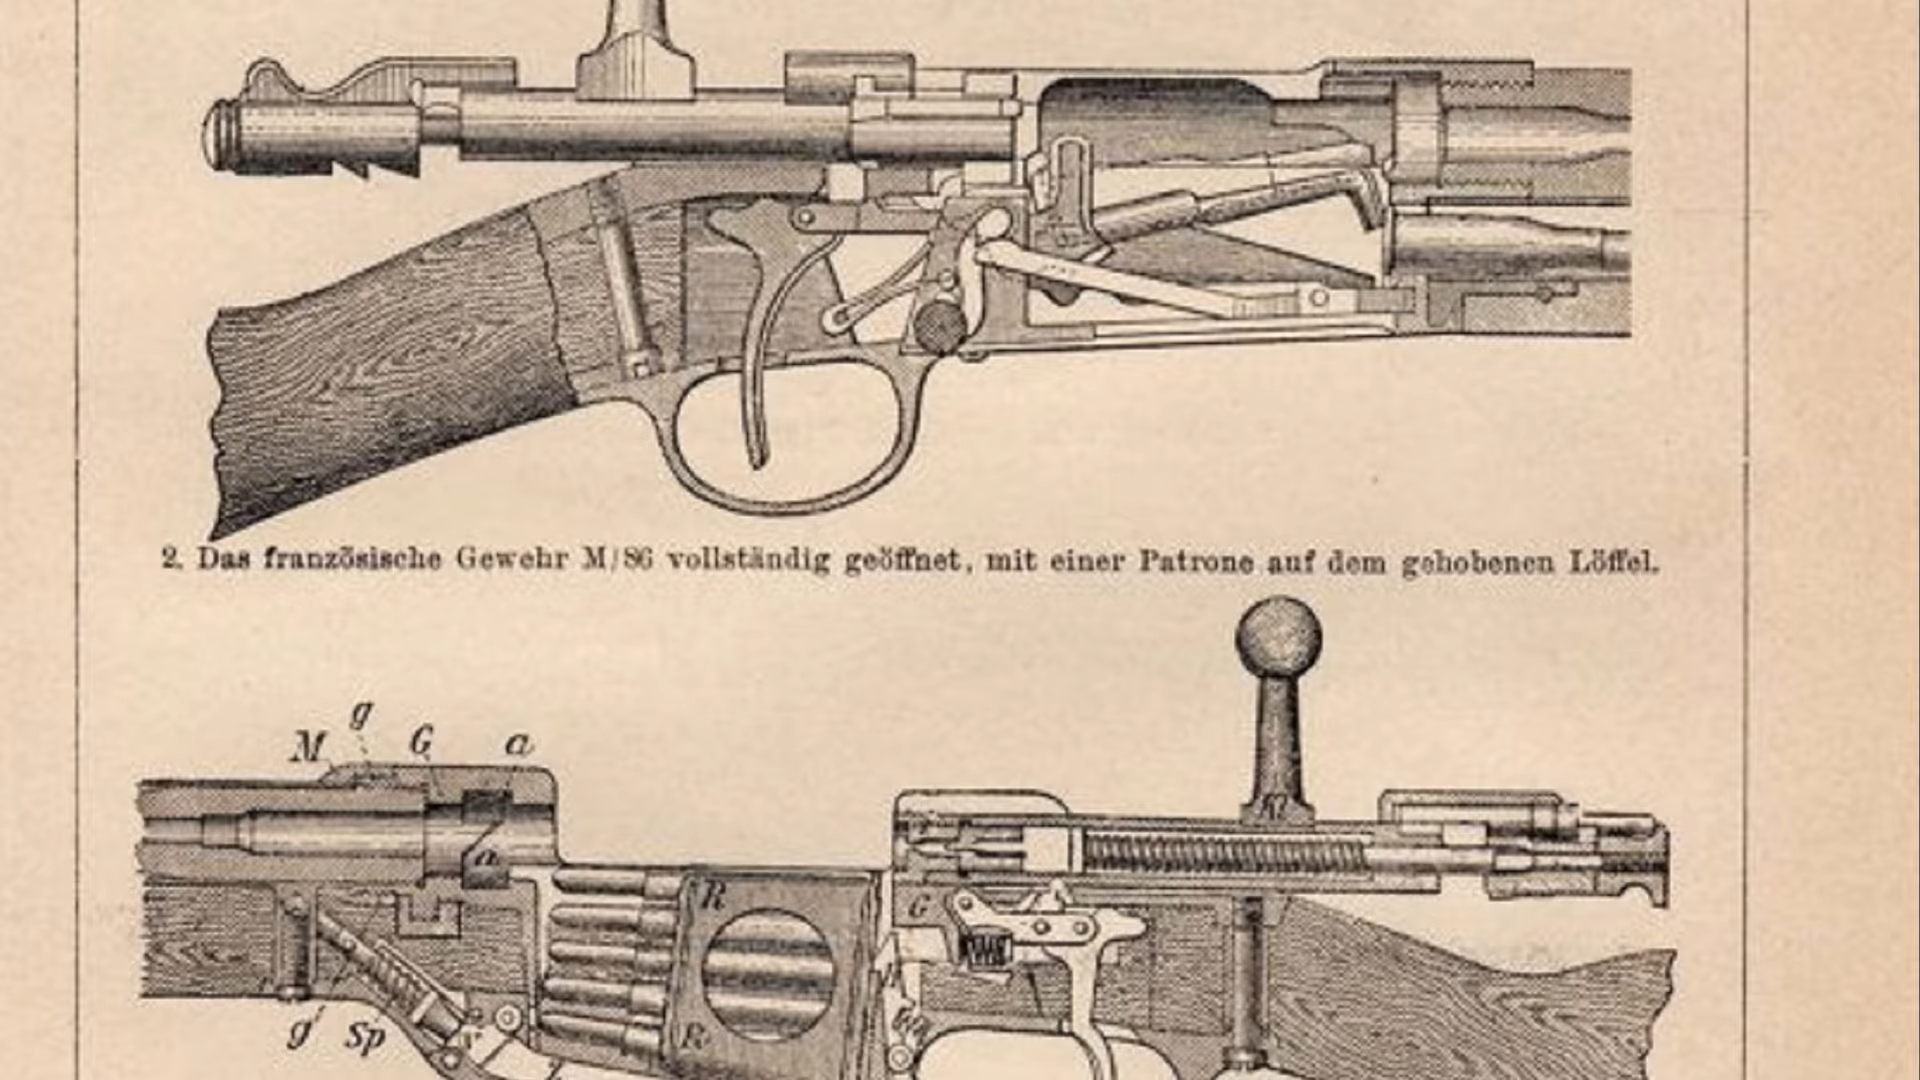 2. Das französische Gewehr M/86 vollständig geöffnet, mit einer Patrone auf dem gehobenen Löffel.
g
M G a
a
R
G
R
g' Sp